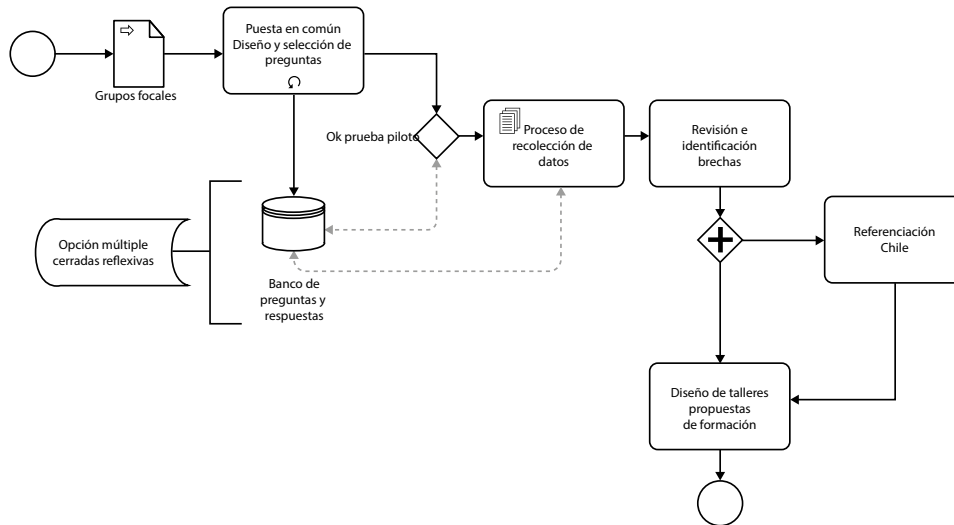 Puesta en común
Diseño y selección de
preguntas
Grupos focales
Ok prueba piloto
Proceso de
recolección de
datos
Revisión e
identificación
brechas
Opción múltiple
cerradas reflexivas
Banco de
preguntas y
respuestas
Referenciación
Chile
Diseño de talleres
propuestas
de formación